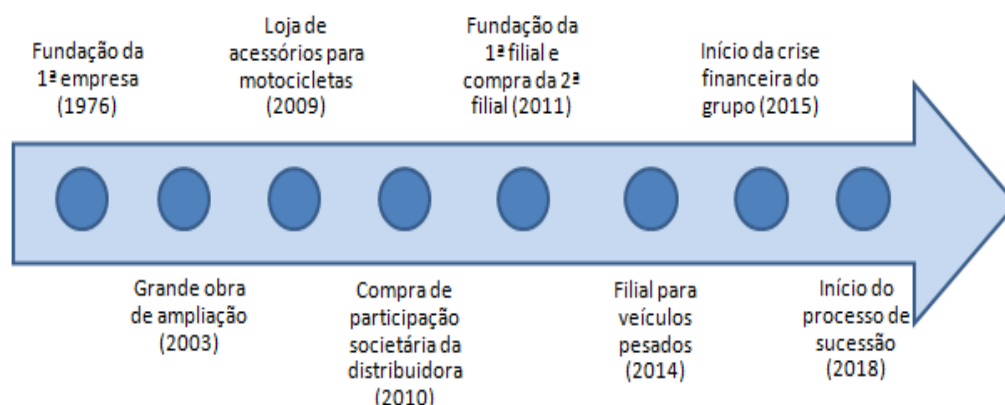 Fundação da
1ª empresa
(1976)
Grande obra
de ampliação
(2003)
Loja de
acessórios para
motocicletas
(2009)
Compra de
participação
societária da
distribuidora
(2010)
Fundação da
1ª filial e
compra da 2ª
filial (2011)
Filial para
veículos
pesados
(2014)
Início da crise
financeira do
grupo (2015)
Início do
processo de
sucessão
(2018)